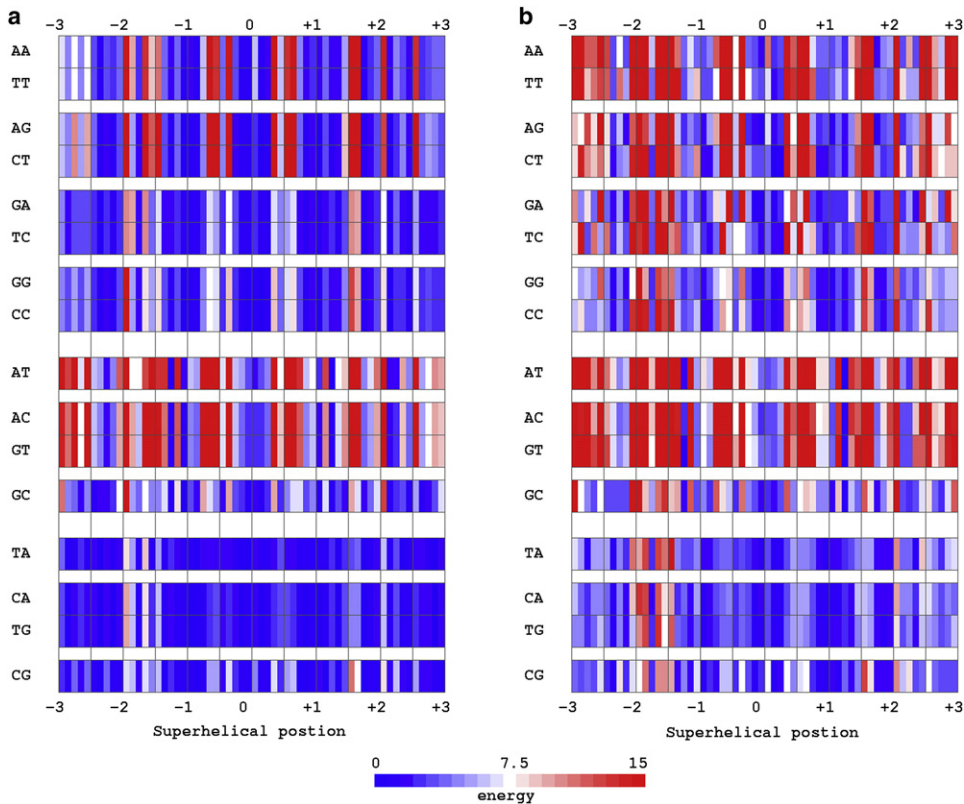 a b
-3 -2 -1 0 +1 +2 +3 -3 -2 -1 0 +1 +2 +3
AA AA
TT TT
AG AG
CT CT
GA GA
TC TC
GG GG
CC CC
AT AT
AC AC
GT GT
GC GC
TA TA
CA CA
TG TG
CG CG
-3 -2 -1 0 +1 +2 +3 -3 -2 -1 0 +1 +2 +3
Superhelical postion Superhelical postion
0 7.5 15
energy